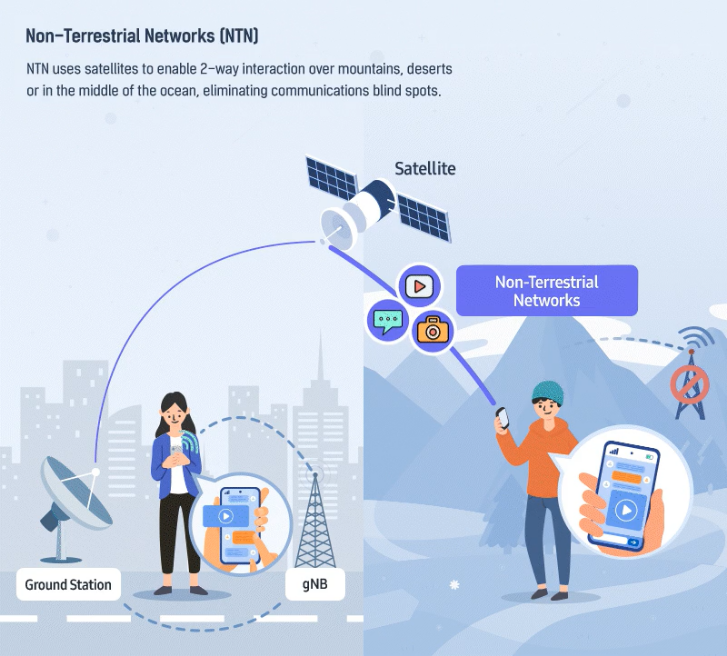 Non-Terrestrial Networks (NTN)
NTN uses satellites to enable 2-way interaction over mountains, deserts
or in the middle of the ocean, eliminating communications blind spots.
Satellite
Non-Terrestrial
Networks
Ground Station
gNB